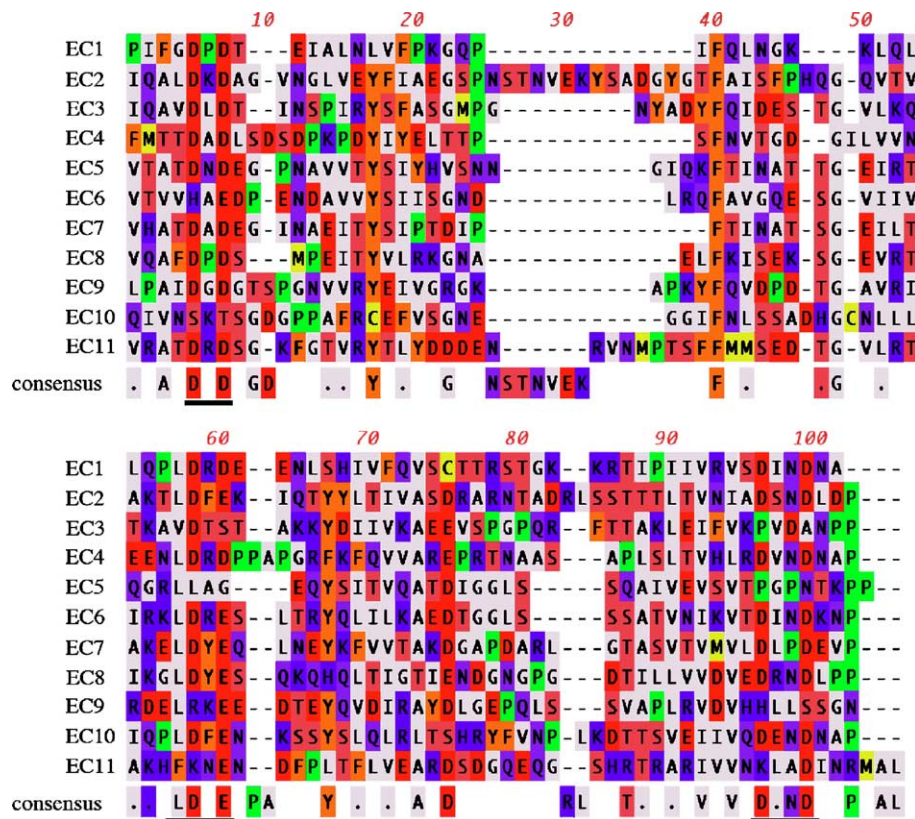 10 20 30 40 50
EC1 PIFGDPDT---EIALNLVFPKGQP--------------IFQLNGK----KLQL
EC2 IQALDKDAG-VNGLVEYFIAEGSPNSTNVEKYSADGYGTFAISFPHQG-QVTV
EC3 IQAVDLDT--INSPIRYSFASGMPG---------NYADYFQIDES-TG-VLKQ
EC4 FMTTDADLSDSDPKPDYIYELTTP--------------SFNVTGD--GILVVN
EC5 VTATDNDEG-PNAVVTYSIYHVSNN----------GIQKFTINAT-TG-EIRT
EC6 VTVVHAEDP-ENDAVVYSIISGND------------LRQFAVGQE-SG-VIIV
EC7 VHATDADEG-INAEITYSIPTDIP---------------FTINAT-SG-EILT
EC8 VQAFDPDS---MPEITYVLRKGNA-------------ELFKISEK-SG-EVRT
EC9 LPAIDGDGTSPGNVVRYEIVGRGK-----------APKYFQVDPD-TG-AVRI
EC10 QIVNSKTSGDGPPAFRCEFVSGNE------------GGIFNLSSADHGCNLLL
EC11 VRATDRDSG-KFGTVRYTLYDDDEN------RVNMPTSFFMMSED-TG-VLRT
consensus . A D D GD .. Y . G NSTNVEK F . .G .
60 70 80 90 100
EC1 LQPLDRDE--ENLSHIVFQVSCTTRSTGK--KRTIPIIVRVSDINDNA---
EC2 AKTLDFEK--IQTYYLTIVASDRARNTADRLSSTTTLTVNIADSNDLDP--
EC3 TKAVDTST--AKKYDIIVKAEEVSPGPQR--FTTAKLEIFVKPVDANPP--
EC4 EENLDRDPPAPGRFKFQVVAREPRTNAAS---APLSLTVHLRDVNDNAP--
EC5 QGRLLAG----EQYSITVQATDIGGLS-----SQAIVEVSVTPGPNTKPP-
EC6 IRKLDRES--LTRYQLILKAEDTGGLS-----SSATVNIKVTDINDKNP--
EC7 AKELDYEQ--LNEYKFVVTAKDGAPDARL---GTASVTVMVLDLPDEVP--
EC8 IKGLDYES--QKQHQLTIGTIENDGNGPG---DTILLVVDVEDRNDLPP--
EC9 RDELRKEE--DTEYQVDIRAYDLGEPQLS---SVAPLRVDVHHLLSSGN--
EC10 IQPLDFEN--KSSYSLQLRLTSHRYFVNP-LKDTTSVEIIVQDENDNAP--
EC11 AKHFKNEN--DFPLTFLVEARDSDGQEQG--SHRTRARIVVNKLADINRMAL
consensus .. LD E PA Y . . A D RL T. . V V D.ND P AL